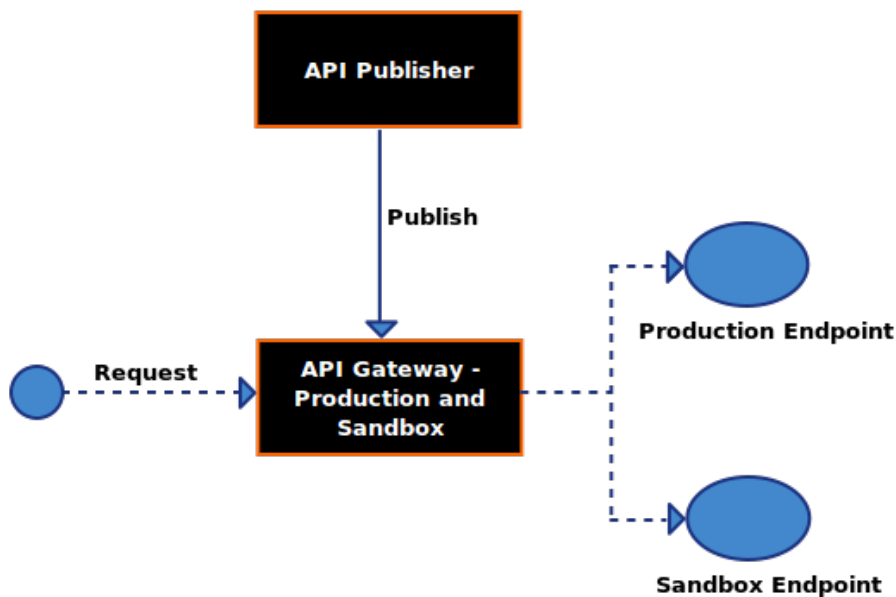 API Publisher
Publish
Request
API Gateway -
Production and
Sandbox
Production Endpoint
Sandbox Endpoint